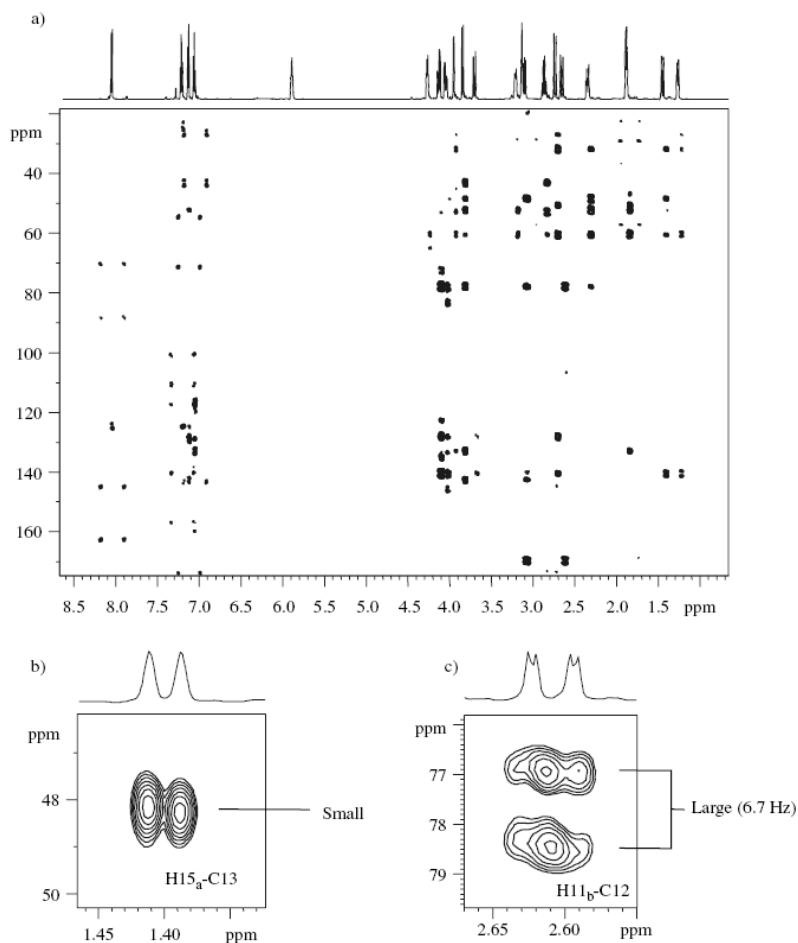 a)
ppm
40
60
80
100
120
140
160
8.5 8.0 7.5 7.0 6.5 6.0 5.5 5.0 4.5 4.0 3.5 3.0 2.5 2.0 1.5 ppm
b)
ppm
48
50
Small
H15a-C13
1.45 1.40 ppm
c)
ppm
77
78
79
Large (6.7 Hz)
H11b-C12
2.65 2.60 ppm